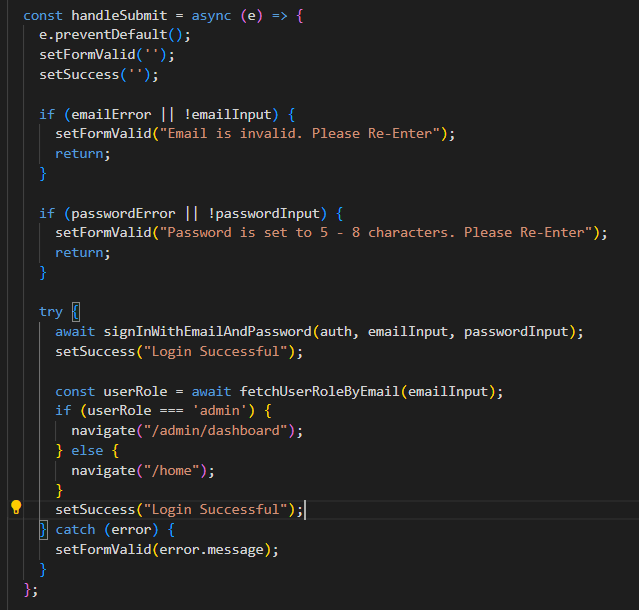 const handleSubmit = async (e) => {
e.preventDefault();
setFormValid('');
setSuccess('');
if (emailError || !emailInput) {
setFormValid("Email is invalid. Please Re-Enter");
return;
}
if (passwordError || !passwordInput) {
setFormValid("Password is set to 5 - 8 characters. Please Re-Enter");
return;
}
try {
await signInWithEmailAndPassword(auth, emailInput, passwordInput);
setSuccess("Login Successful");
const userRole = await fetchUserRoleByEmail(emailInput);
if (userRole === 'admin') {
navigate("/admin/dashboard");
} else {
navigate("/home");
}
setSuccess("Login Successful");
} catch (error) {
setFormValid(error.message);
}
};